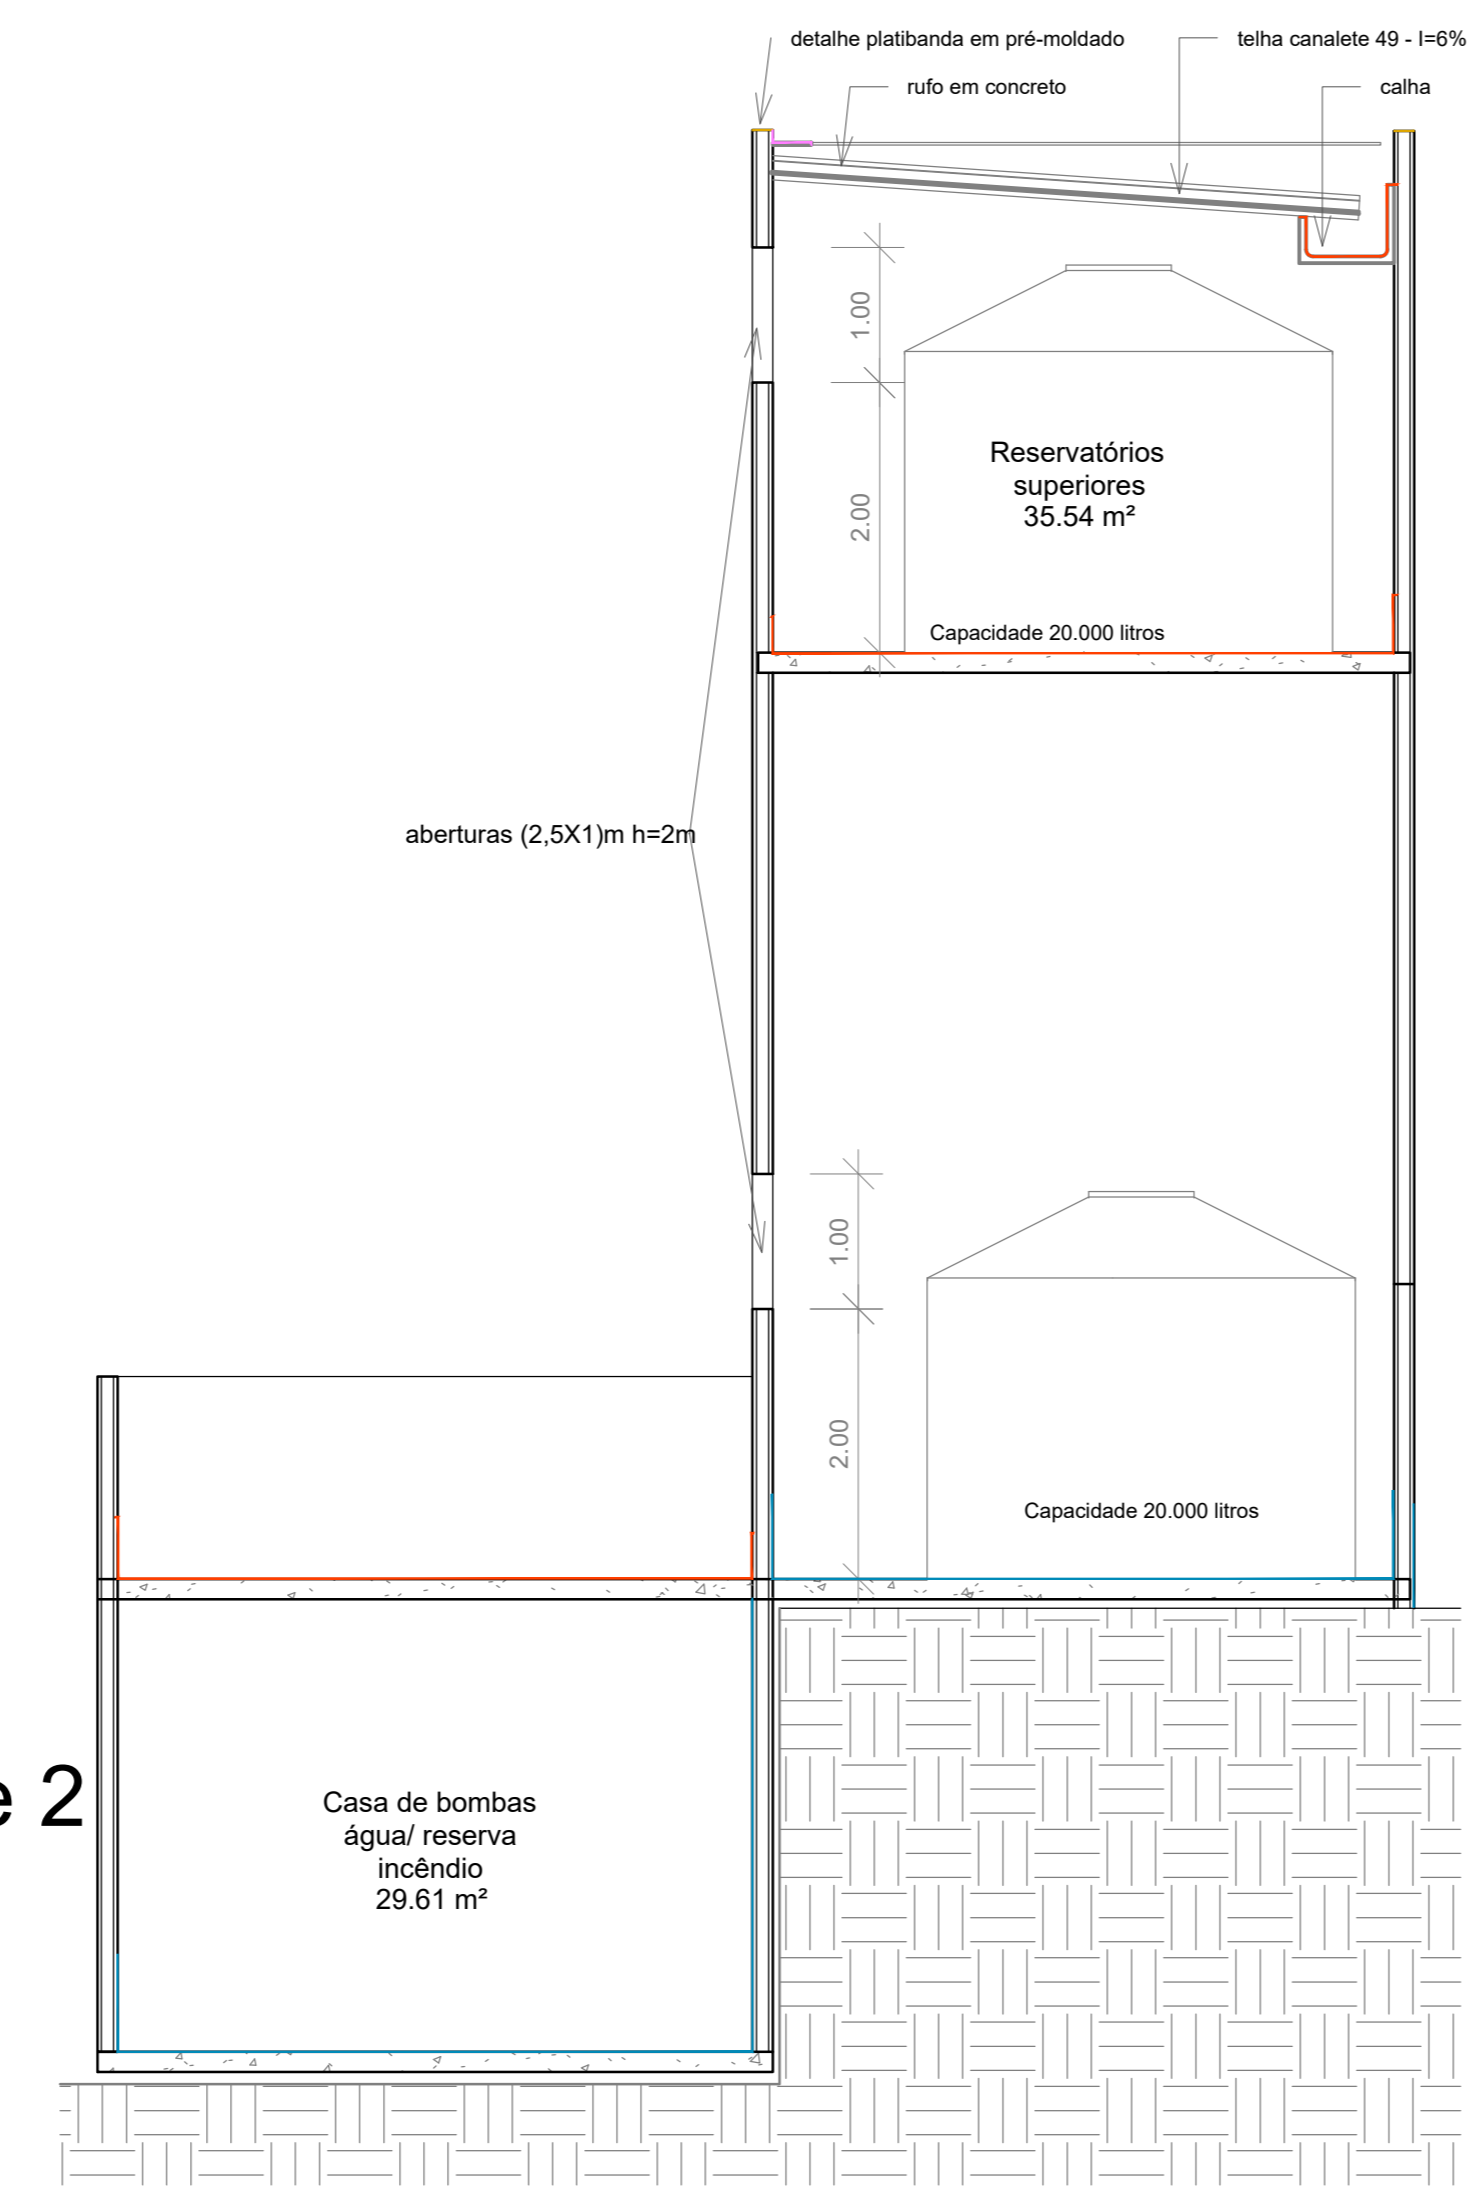 detalhe platibanda em pré-moldado
telha canalete 49 - I=6%
rufo em concreto
calha
1.00
2.00
Reservatórios
superiores
35.54 m²
Capacidade 20.000 litros
aberturas (2,5X1)m h=2m
1.00
2.00
Capacidade 20.000 litros
e 2
Casa de bombas
água/ reserva
incêndio
29.61 m²